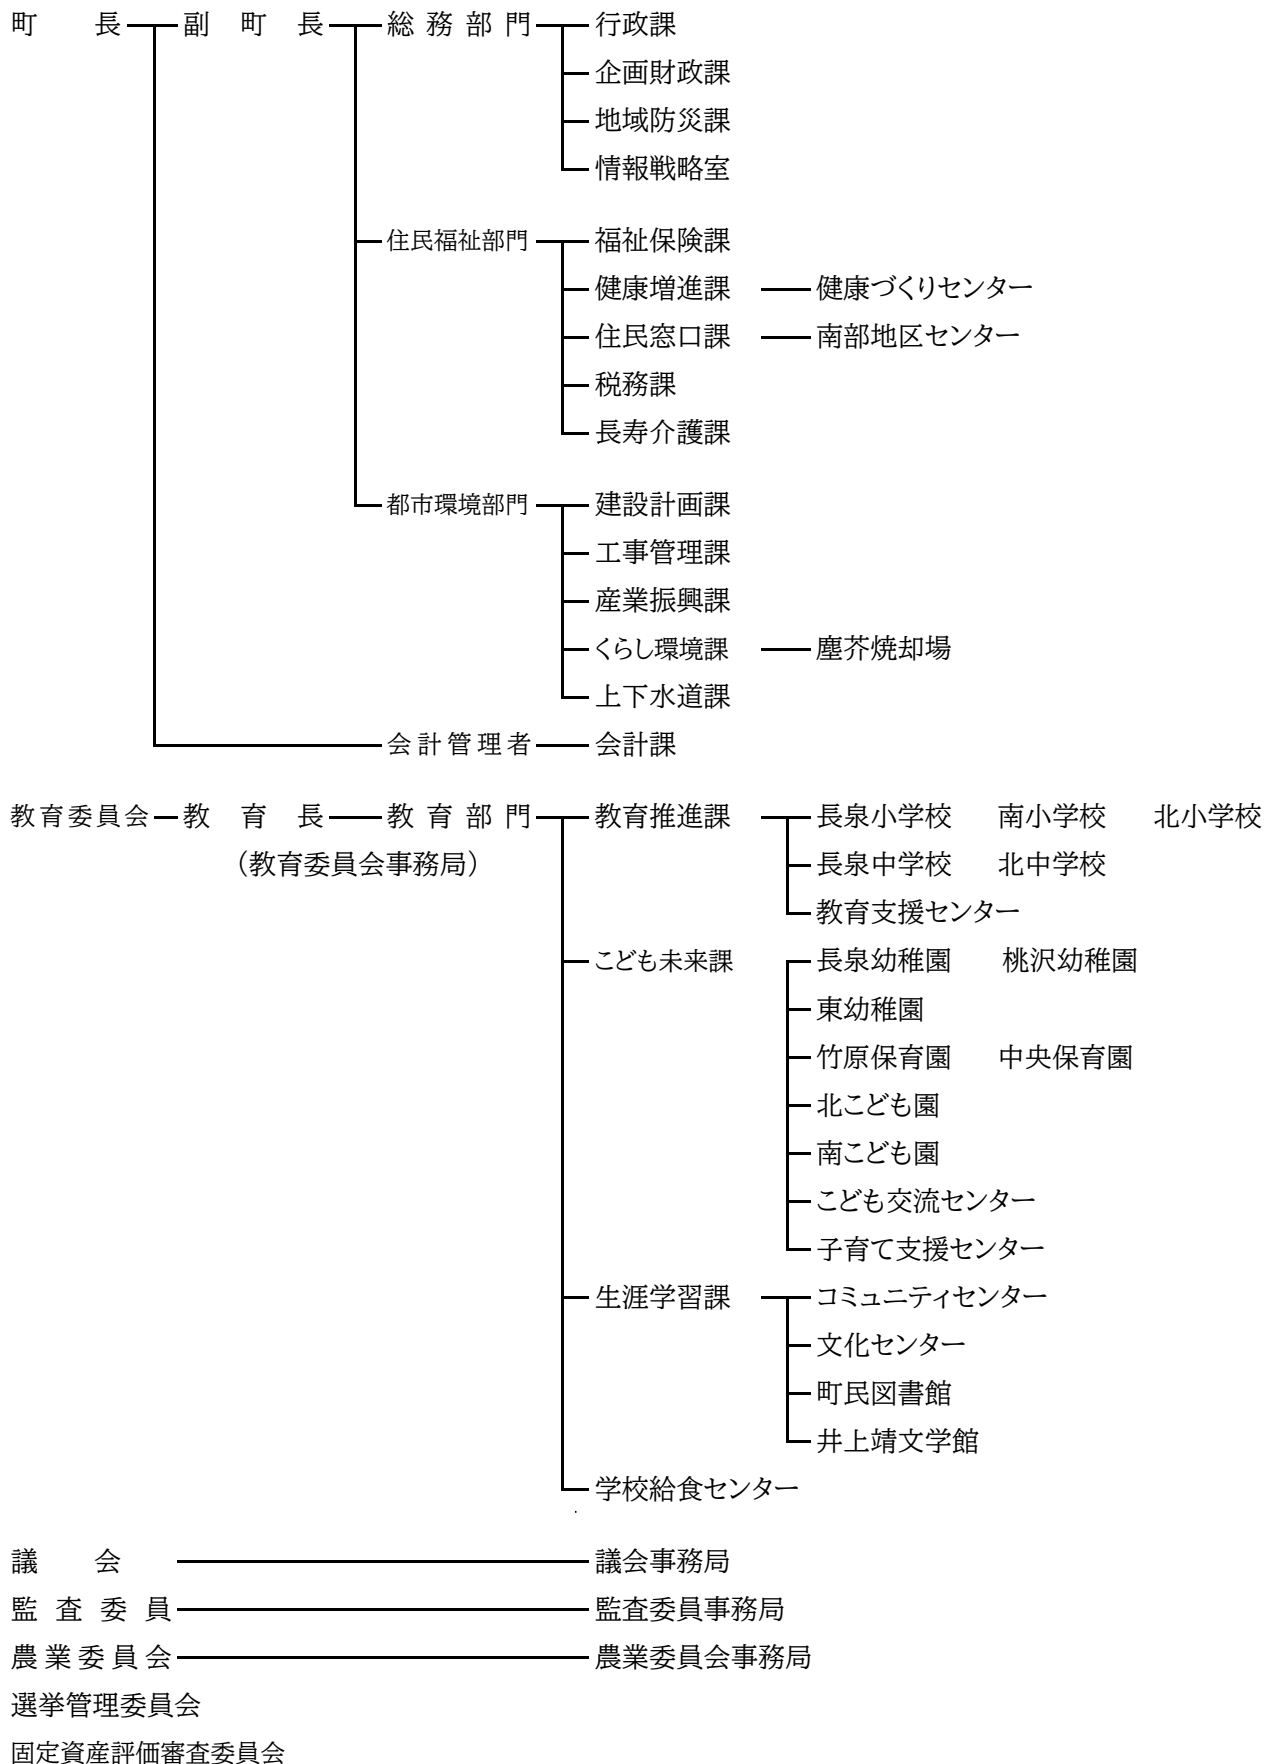 町長 副町長 総務部門 行政課
企画財政課
地域防災課
情報戦略室
住民福祉部門 福祉保険課
健康増進課 健康づくりセンター
住民窓口課 南部地区センター
税務課
長寿介護課
都市環境部門 建設計画課
工事管理課
産業振興課
くらし環境課 塵芥焼却場
上下水道課
会計管理者 会計課
教育委員会 教育長 教育部門 教育推進課 長泉小学校 南小学校 北小学校
(教育委員会事務局) 長泉中学校 北中学校
教育支援センター
こども未来課 長泉幼稚園 桃沢幼稚園
東幼稚園
竹原保育園 中央保育園
北こども園
南こども園
こども交流センター
子育て支援センター
生涯学習課 コミュニティセンター
文化センター
町民図書館
井上靖文学館
学校給食センター
議会 議会事務局
監査委員 監査委員事務局
農業委員会 農業委員会事務局
選挙管理委員会
固定資産評価審査委員会